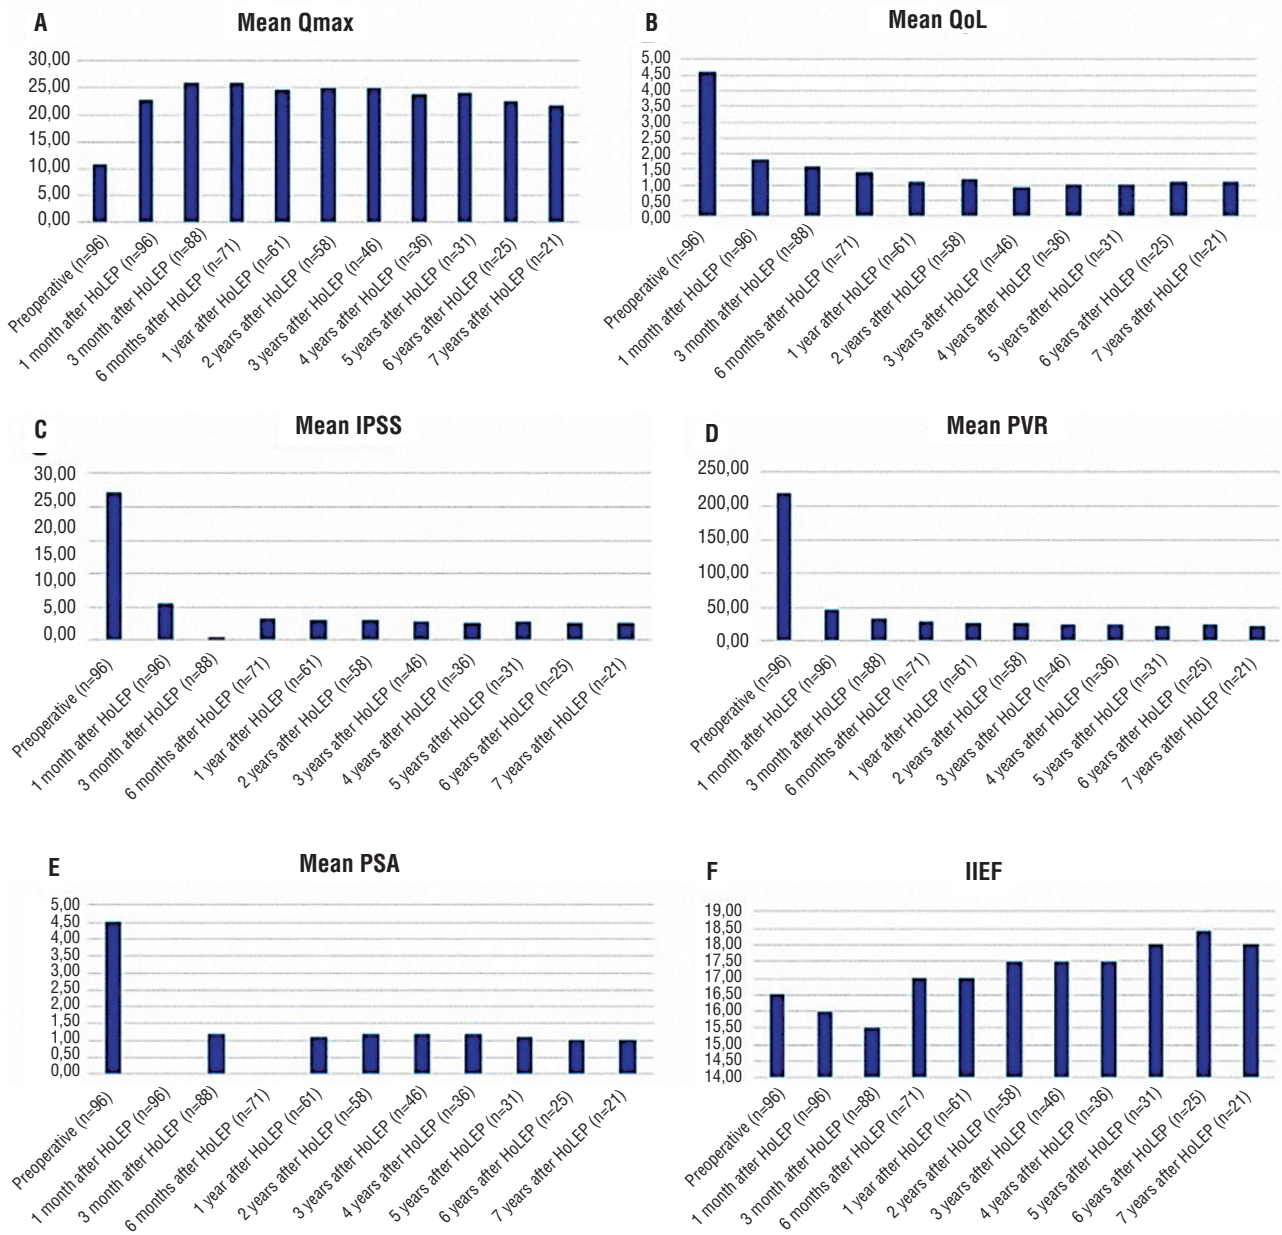 A
Mean Qmax
30,00
25,00
20,00
15,00
10,00
5,00
0,00
Preoperative (n=96)
1 month after HoLEP (n=96)
3 month after HoLEP (n=88)
6 months after HoLEP (n=71)
1 year after HoLEP (n=61)
2 years after HoLEP (n=58)
3 years after HoLEP (n=46)
4 years after HoLEP (n=36)
5 years after HoLEP (n=31)
6 years after HoLEP (n=25)
7 years after HoLEP (n=21)
B
Mean QoL
5,00
4,50
4,00
3,50
3,00
2,50
2,00
1,50
1,00
0,50
0,00
Preoperative (n=96)
1 month after HoLEP (n=96)
3 month after HoLEP (n=88)
6 months after HoLEP (n=71)
1 year after HoLEP (n=61)
2 years after HoLEP (n=58)
3 years after HoLEP (n=46)
4 years after HoLEP (n=36)
5 years after HoLEP (n=31)
6 years after HoLEP (n=25)
7 years after HoLEP (n=21)
C
Mean IPSS
30,00
25,00
20,00
15,00
10,00
5,00
0,00
Preoperative (n=96)
1 month after HoLEP (n=96)
3 month after HoLEP (n=88)
6 months after HoLEP (n=71)
1 year after HoLEP (n=61)
2 years after HoLEP (n=58)
3 years after HoLEP (n=46)
4 years after HoLEP (n=36)
5 years after HoLEP (n=31)
6 years after HoLEP (n=25)
7 years after HoLEP (n=21)
D
Mean PVR
250,00
200,00
150,00
100,00
50,00
0,00
Preoperative (n=96)
1 month after HoLEP (n=96)
3 month after HoLEP (n=88)
6 months after HoLEP (n=71)
1 year after HoLEP (n=61)
2 years after HoLEP (n=58)
3 years after HoLEP (n=46)
4 years after HoLEP (n=36)
5 years after HoLEP (n=31)
6 years after HoLEP (n=25)
7 years after HoLEP (n=21)
E
Mean PSA
5,00
4,50
4,00
3,50
3,00
2,50
2,00
1,50
1,00
0,50
0,00
Preoperative (n=96)
1 month after HoLEP (n=96)
3 month after HoLEP (n=88)
6 months after HoLEP (n=71)
1 year after HoLEP (n=61)
2 years after HoLEP (n=58)
3 years after HoLEP (n=46)
4 years after HoLEP (n=36)
5 years after HoLEP (n=31)
6 years after HoLEP (n=25)
7 years after HoLEP (n=21)
F
IIEF
19,00
18,50
18,00
17,50
17,00
16,50
16,00
15,50
15,00
14,50
14,00
Preoperative (n=96)
1 month after HoLEP (n=96)
3 month after HoLEP (n=88)
6 months after HoLEP (n=71)
1 year after HoLEP (n=61)
2 years after HoLEP (n=58)
3 years after HoLEP (n=46)
4 years after HoLEP (n=36)
5 years after HoLEP (n=31)
6 years after HoLEP (n=25)
7 years after HoLEP (n=21)